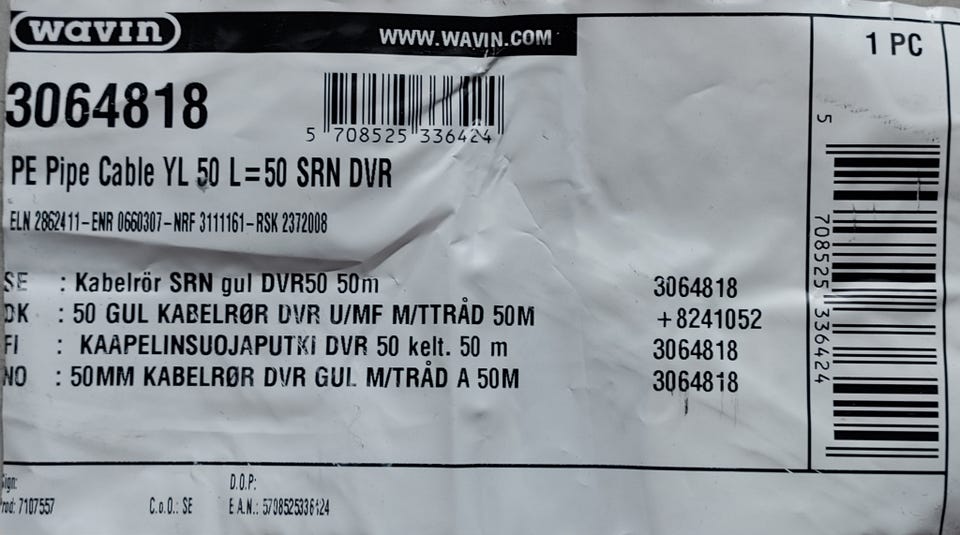 wavin
WWW.WAVIN.COM
1 PC
3064818
5 708525 336424
PE Pipe Cable YL 50 L=50 SRN DVR
ELN 2862411-ENR 0660307-NRF 3111161-RSK 2372008
SE : Kabelrör SRN gul DVR50 50m 3064818
DK : 50 GUL KABELRØR DVR U/MF M/TTRÅD 50M +8241052
FI : KAAPELINSUOJAPUTKI DVR 50 kelt. 50 m 3064818
NO : 50MM KABELRØR DVR GUL M/TRÅD A 50M 3064818
5 708525 336424
Sign: D.O.P:
Prod: 7107557 C.o.O.: SE E.A.N.: 5708525336424